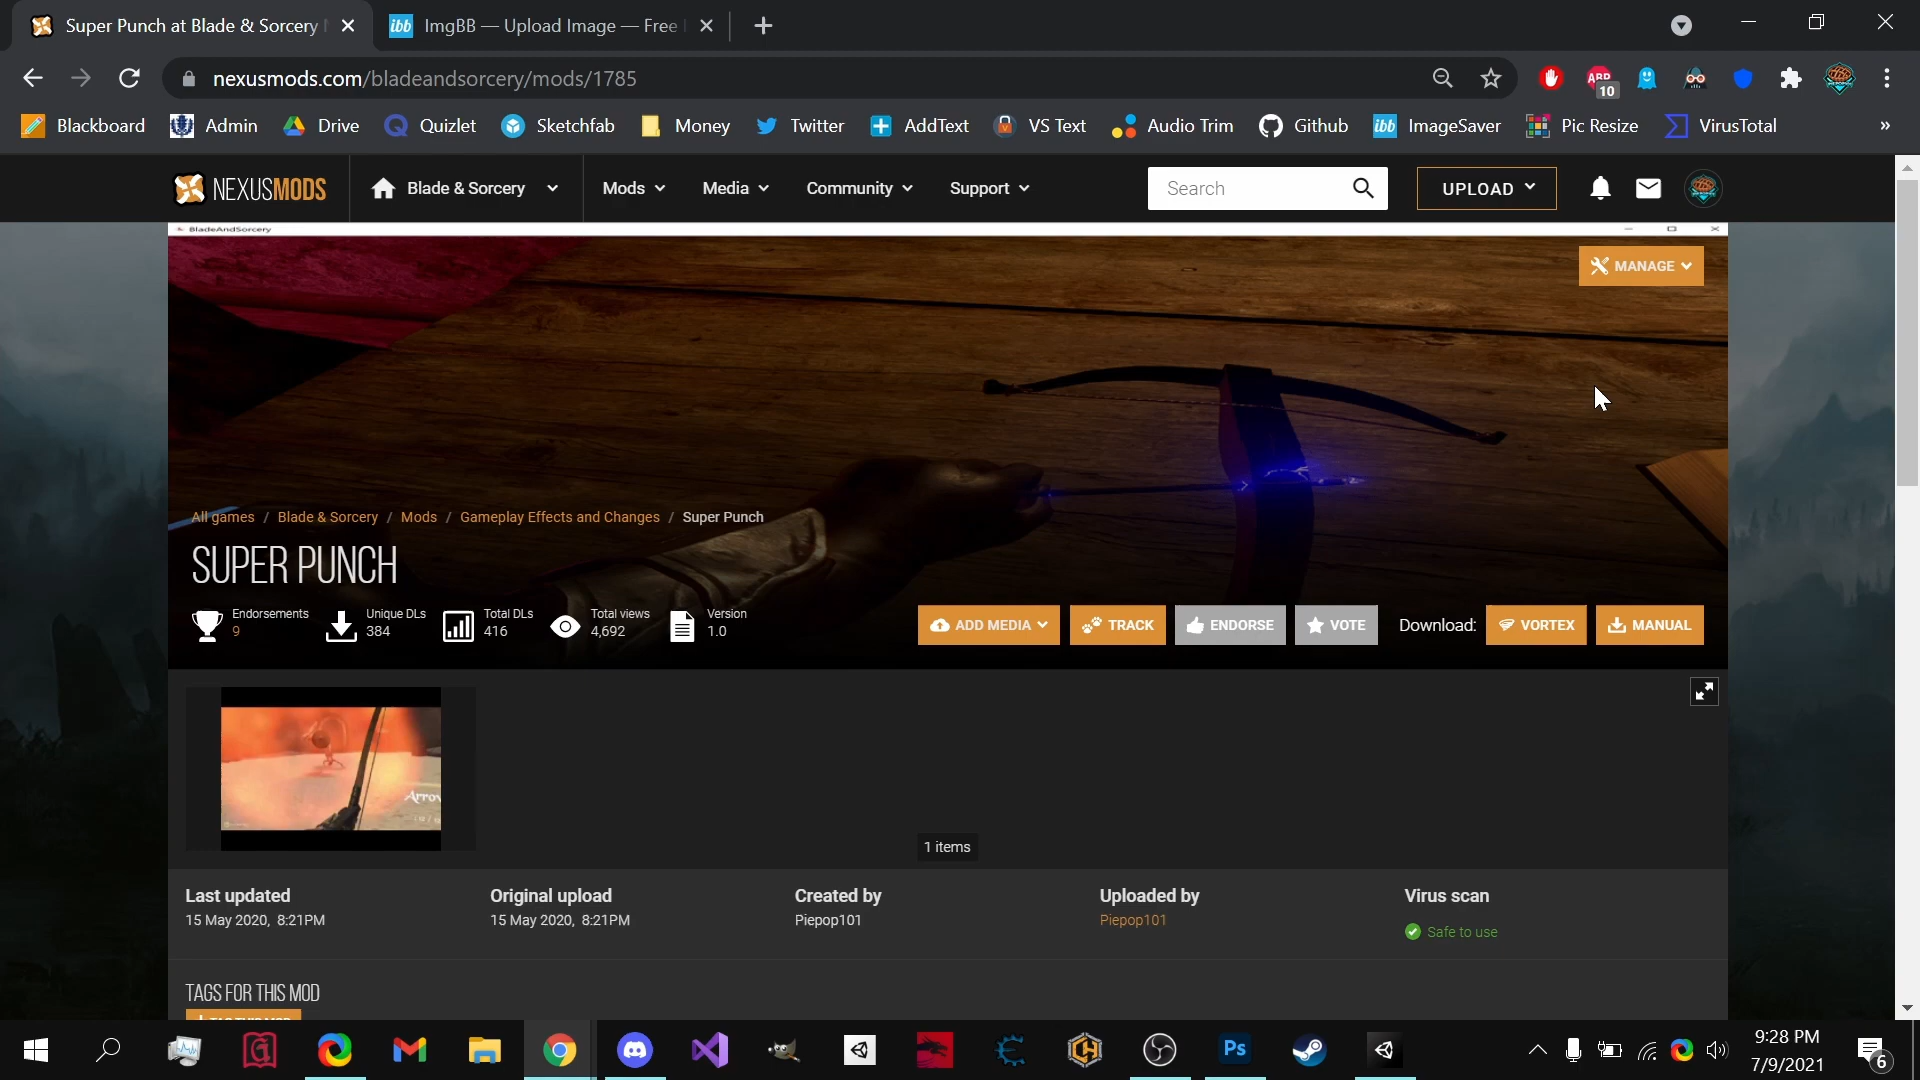 Super Punch at Blade & Sorcery
ImgBB — Upload Image — Free
nexusmods.com/bladeandsorcery/mods/1785
ABP
10
Blackboard
Admin
Drive
Quizlet
Sketchfab
Money
Twitter
AddText
VS Text
Audio Trim
Github
ImageSaver
Pic Resize
VirusTotal
»
NEXUSMODS
Blade & Sorcery
Mods
Media
Community
Support
Search
UPLOAD
BladeAndSorcery
MANAGE
All games / Blade & Sorcery / Mods / Gameplay Effects and Changes / Super Punch
SUPER PUNCH
Endorsements
9
Unique DLs
384
Total DLs
416
Total views
4,692
Version
1.0
ADD MEDIA
TRACK
ENDORSE
VOTE
Download:
VORTEX
MANUAL
Arrow
1 items
Last updated
15 May 2020, 8:21PM
Original upload
15 May 2020, 8:21PM
Created by
Piepop101
Uploaded by
Piepop101
Virus scan
Safe to use
TAGS FOR THIS MOD
Ps
9:28 PM
7/9/2021
6